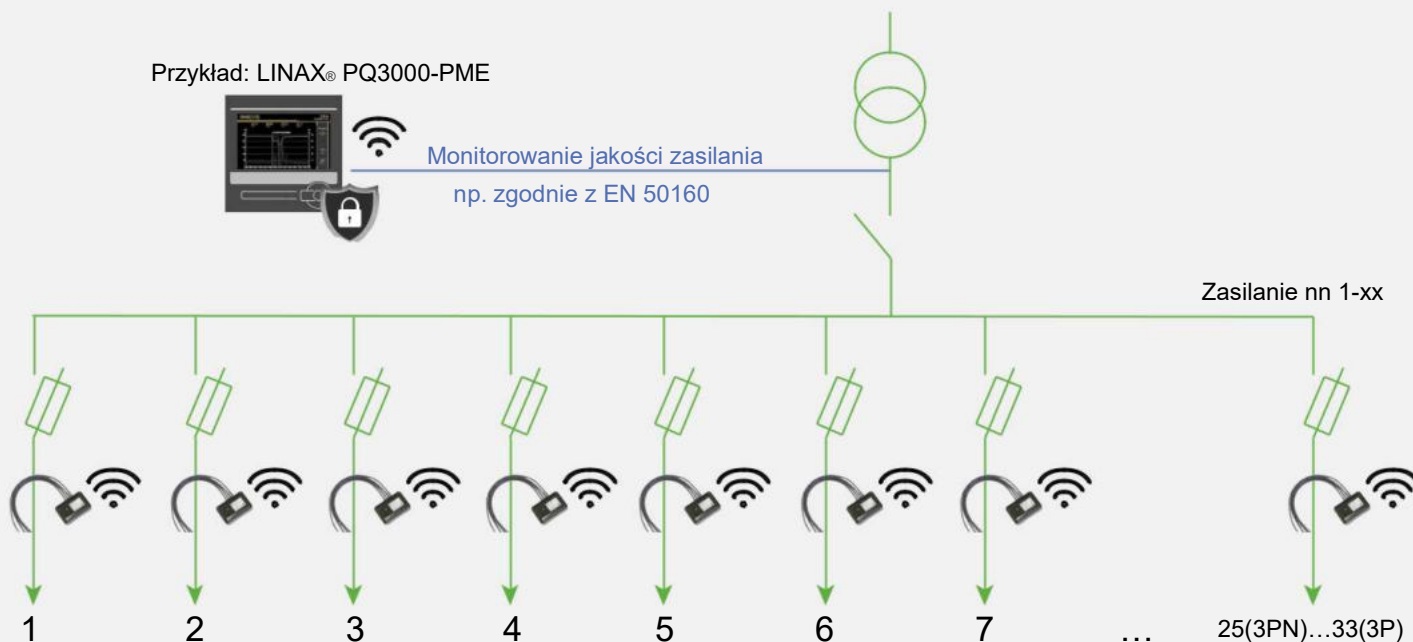 Przykład: LINAX® PQ3000-PME
Monitorowanie jakości zasilania
np. zgodnie z EN 50160
Zasilanie nn 1-xx
1 2 3 4 5 6 7 ... 25(3PN)...33(3P)